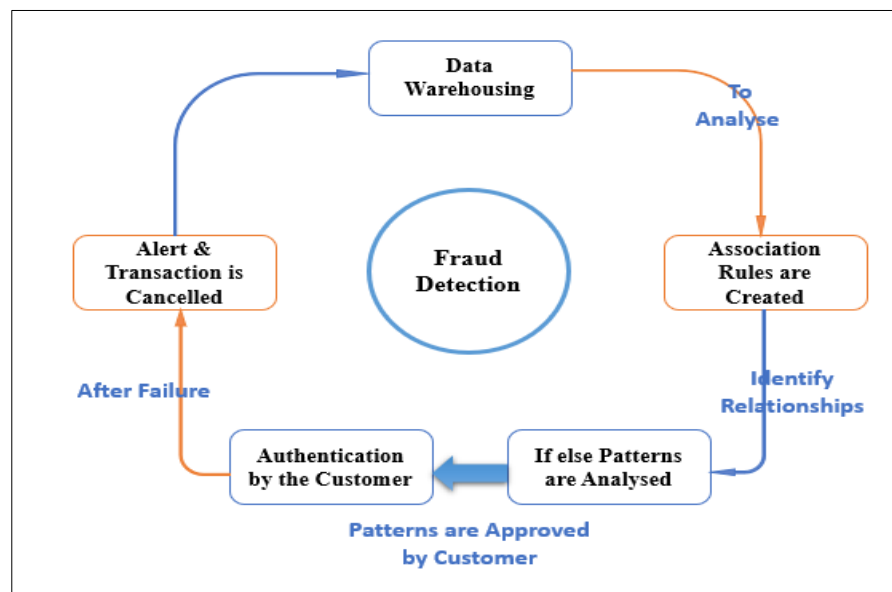 Data
Warehousing
To
Analyse
Alert &
Transaction is
Cancelled
Fraud
Detection
Association
Rules are
Created
After Failure
Identify
Relationships
Authentication
by the Customer
If else Patterns
are Analysed
Patterns are Approved
by Customer